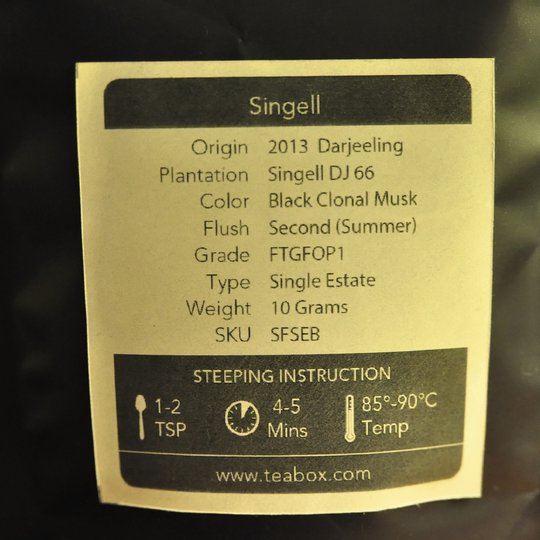 Singell
Origin 2013 Darjeeling
Plantation Singell DJ 66
Color Black Clonal Musk
Flush Second (Summer)
Grade FTGFOP1
Type Single Estate
Weight 10 Grams
SKU SFSEB
STEEPING INSTRUCTION
1-2 4-5 85°-90°C
TSP Mins Temp
www.teabox.com